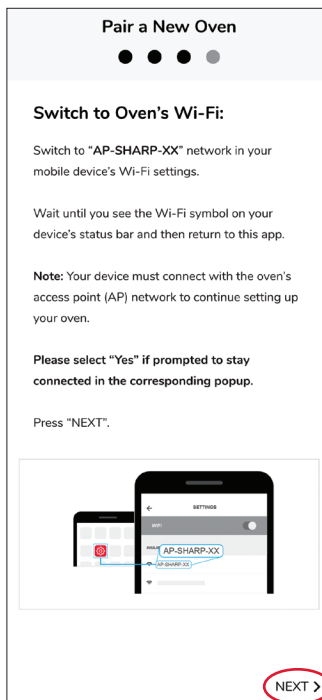 Pair a New Oven
Switch to Oven's Wi-Fi:
Switch to “AP-SHARP-XX” network in your
mobile device's Wi-Fi settings.
Wait until you see the Wi-Fi symbol on your
device's status bar and then return to this app.
Note: Your device must connect with the oven's
access point (AP) network to continue setting up
your oven.
Please select “Yes” if prompted to stay
connected in the corresponding popup.
Press “NEXT”.
SETTINGS
WIFI
AP-SHARP-XX
AP-SHARP-XX
NEXT